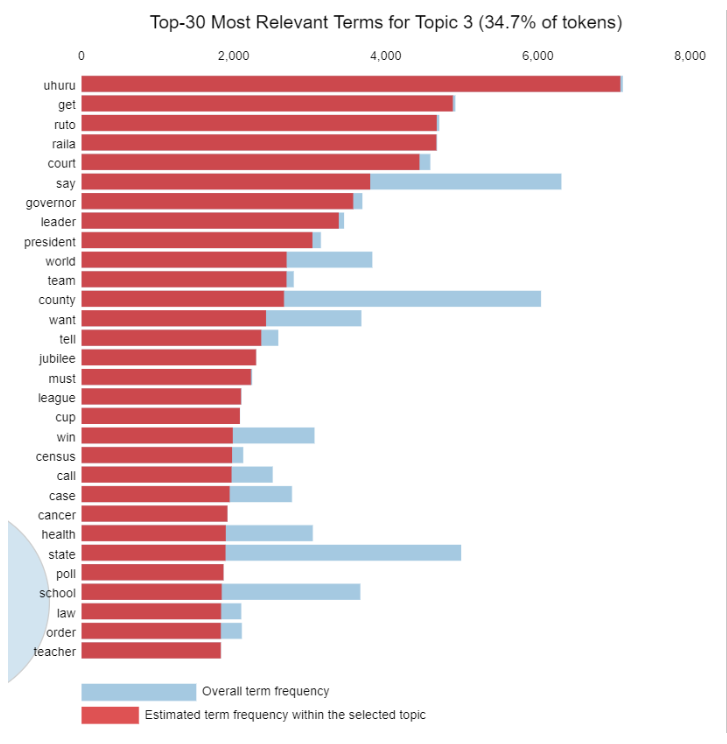 Top-30 Most Relevant Terms for Topic 3 (34.7% of tokens)
0 2,000 4,000 6,000 8,000
uhuru
get
ruto
raila
court
say
governor
leader
president
world
team
county
want
tell
jubilee
must
league
cup
win
census
call
case
cancer
health
state
poll
school
law
order
teacher
Overall term frequency
Estimated term frequency within the selected topic